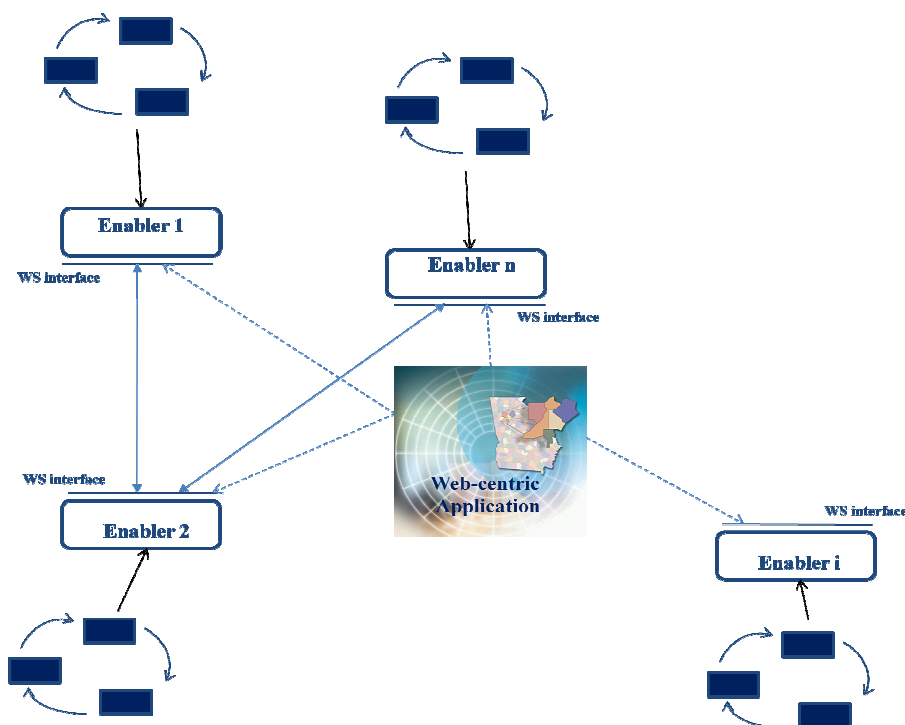 Enabler 1
WS interface
Enabler n
WS interface
WS interface
Enabler 2
Web-centric
Application
WS interface
Enabler i